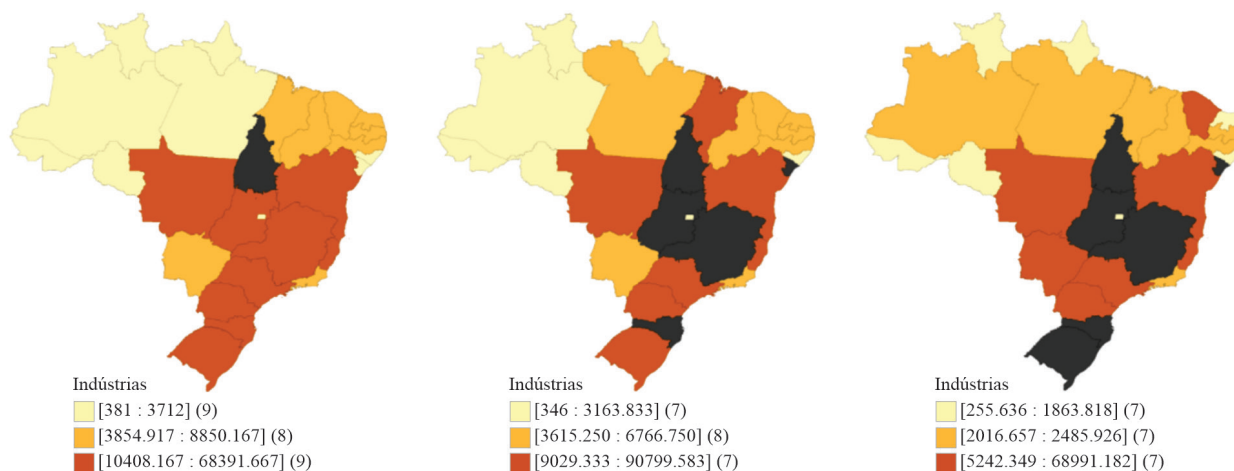 Indústrias
[381 : 3712] (9)
[3854.917 : 8850.167] (8)
[10408.167 : 68391.667] (9)
Indústrias
[346 : 3163.833] (7)
[3615.250 : 6766.750] (8)
[9029.333 : 90799.583] (7)
Indústrias
[255.636 : 1863.818] (7)
[2016.657 : 2485.926] (7)
[5242.349 : 68991.182] (7)